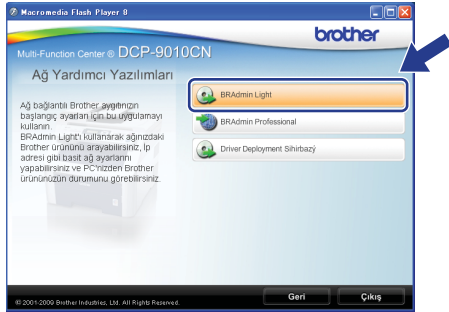 Macromedia Flash Player 8
brother
Multi-Function Center ® DCP-9010CN
Ağ Yardımcı Yazılımları
Ağ bağlantılı Brother aygıtınızın
başlangıç ayarları için bu uygulamayı
kullanın.
BRAdmin Light'ı kullanarak ağınızdaki
Brother ürününü arayabilirsiniz, İp
adresi gibi basit ağ ayarlarını
yapabilirsiniz ve PC'nizden Brother
ürününüzün durumunu görebilirsiniz.
BRAdmin Light
BRAdmin Professional
Driver Deployment Sihirbazý
© 2001-2009 Brother Industries, Ltd. All Rights Reserved.
Geri
Çıkış